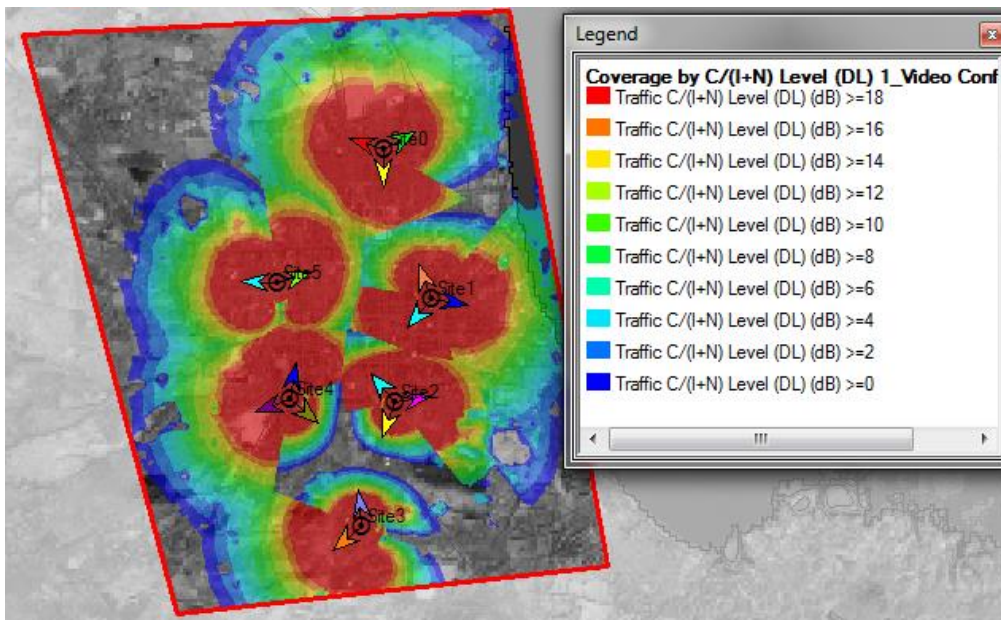 Legend
Coverage by C/(I+N) Level (DL) 1_Video Conf
Traffic C/(I+N) Level (DL) (dB) >=18
Traffic C/(I+N) Level (DL) (dB) >=16
Traffic C/(I+N) Level (DL) (dB) >=14
Traffic C/(I+N) Level (DL) (dB) >=12
Traffic C/(I+N) Level (DL) (dB) >=10
Traffic C/(I+N) Level (DL) (dB) >=8
Traffic C/(I+N) Level (DL) (dB) >=6
Traffic C/(I+N) Level (DL) (dB) >=4
Traffic C/(I+N) Level (DL) (dB) >=2
Traffic C/(I+N) Level (DL) (dB) >=0
Site0
Site5
Site1
Site4
Site2
Site3